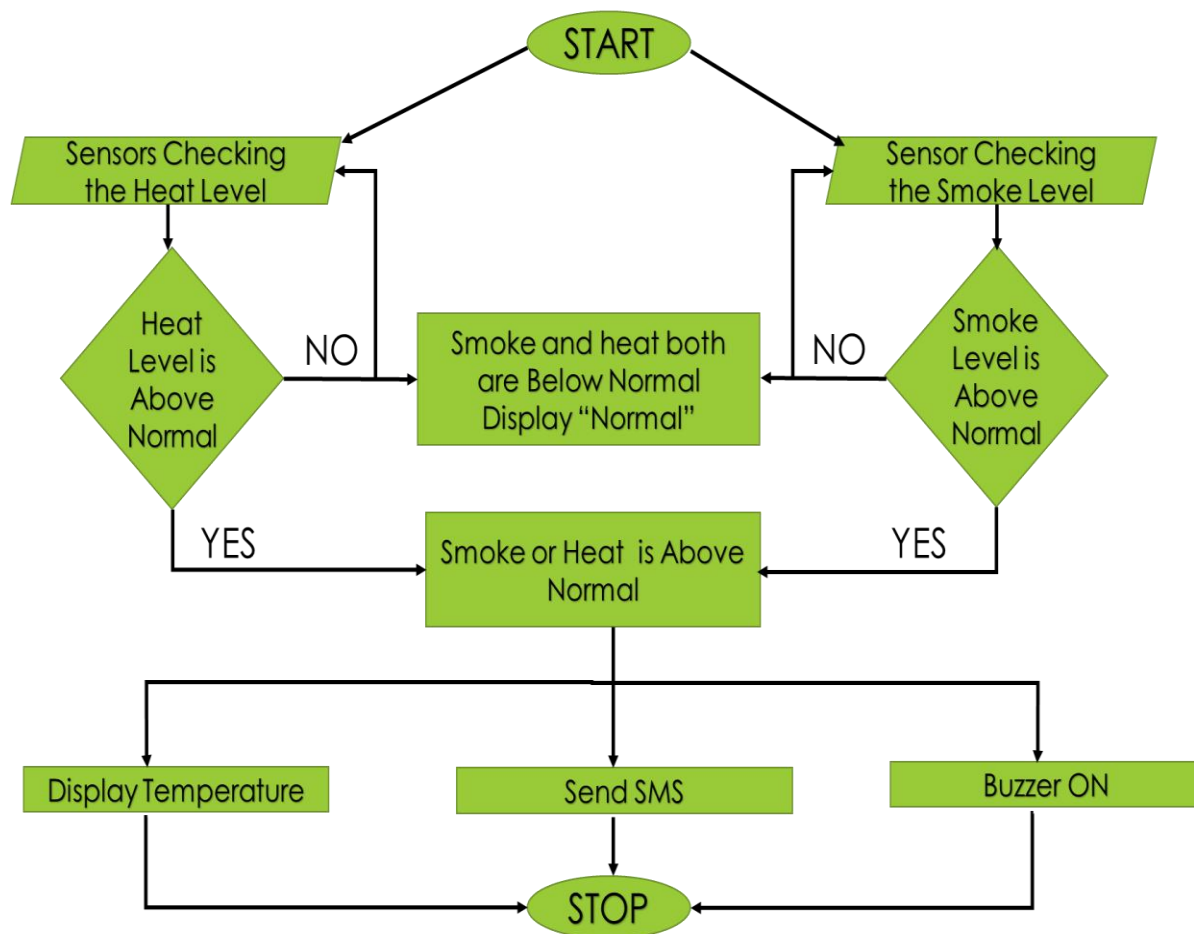 START
Sensors Checking
the Heat Level
Sensor Checking
the Smoke Level
Heat
Level is
Above
Normal
NO
Smoke and heat both
are Below Normal
Display “Normal”
NO
Smoke
Level is
Above
Normal
YES
Smoke or Heat is Above
Normal
YES
Display Temperature
Send SMS
Buzzer ON
STOP